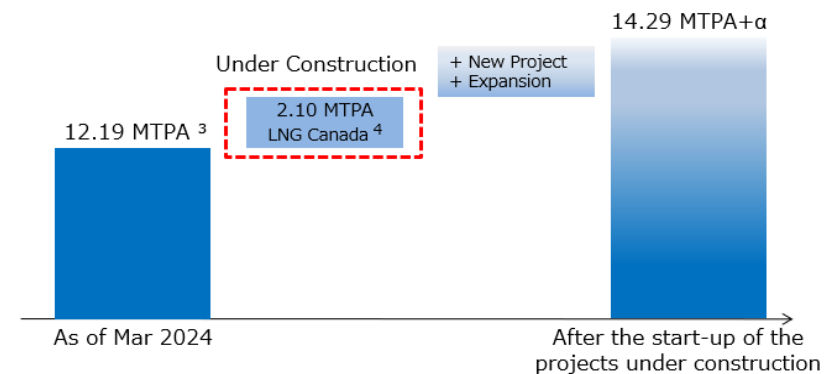 14.29 MTPA+α
Under Construction
+ New Project
+ Expansion
2.10 MTPA
LNG Canada ⁴
12.19 MTPA ³
As of Mar 2024
After the start-up of the
projects under construction